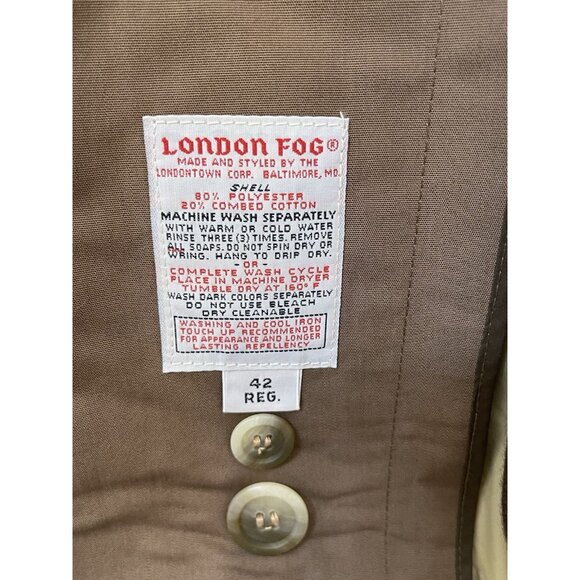 LONDON FOG®
MADE AND STYLED BY THE
LONDONTOWN CORP. BALTIMORE, MD.
SHELL
80% POLYESTER
20% COMBED COTTON
MACHINE WASH SEPARATELY
WITH WARM OR COLD WATER
RINSE THREE (3) TIMES. REMOVE
ALL SOAPS. DO NOT SPIN DRY OR
WRING. HANG TO DRIP DRY.
-OR-
COMPLETE WASH CYCLE
PLACE IN MACHINE DRYER
TUMBLE DRY AT 160° F
WASH DARK COLORS SEPARATELY
DO NOT USE BLEACH
DRY CLEANABLE
WASHING AND COOL IRON
TOUCH UP RECOMMENDED
FOR APPEARANCE AND LONGER
LASTING REPELLENCY
42
REG.